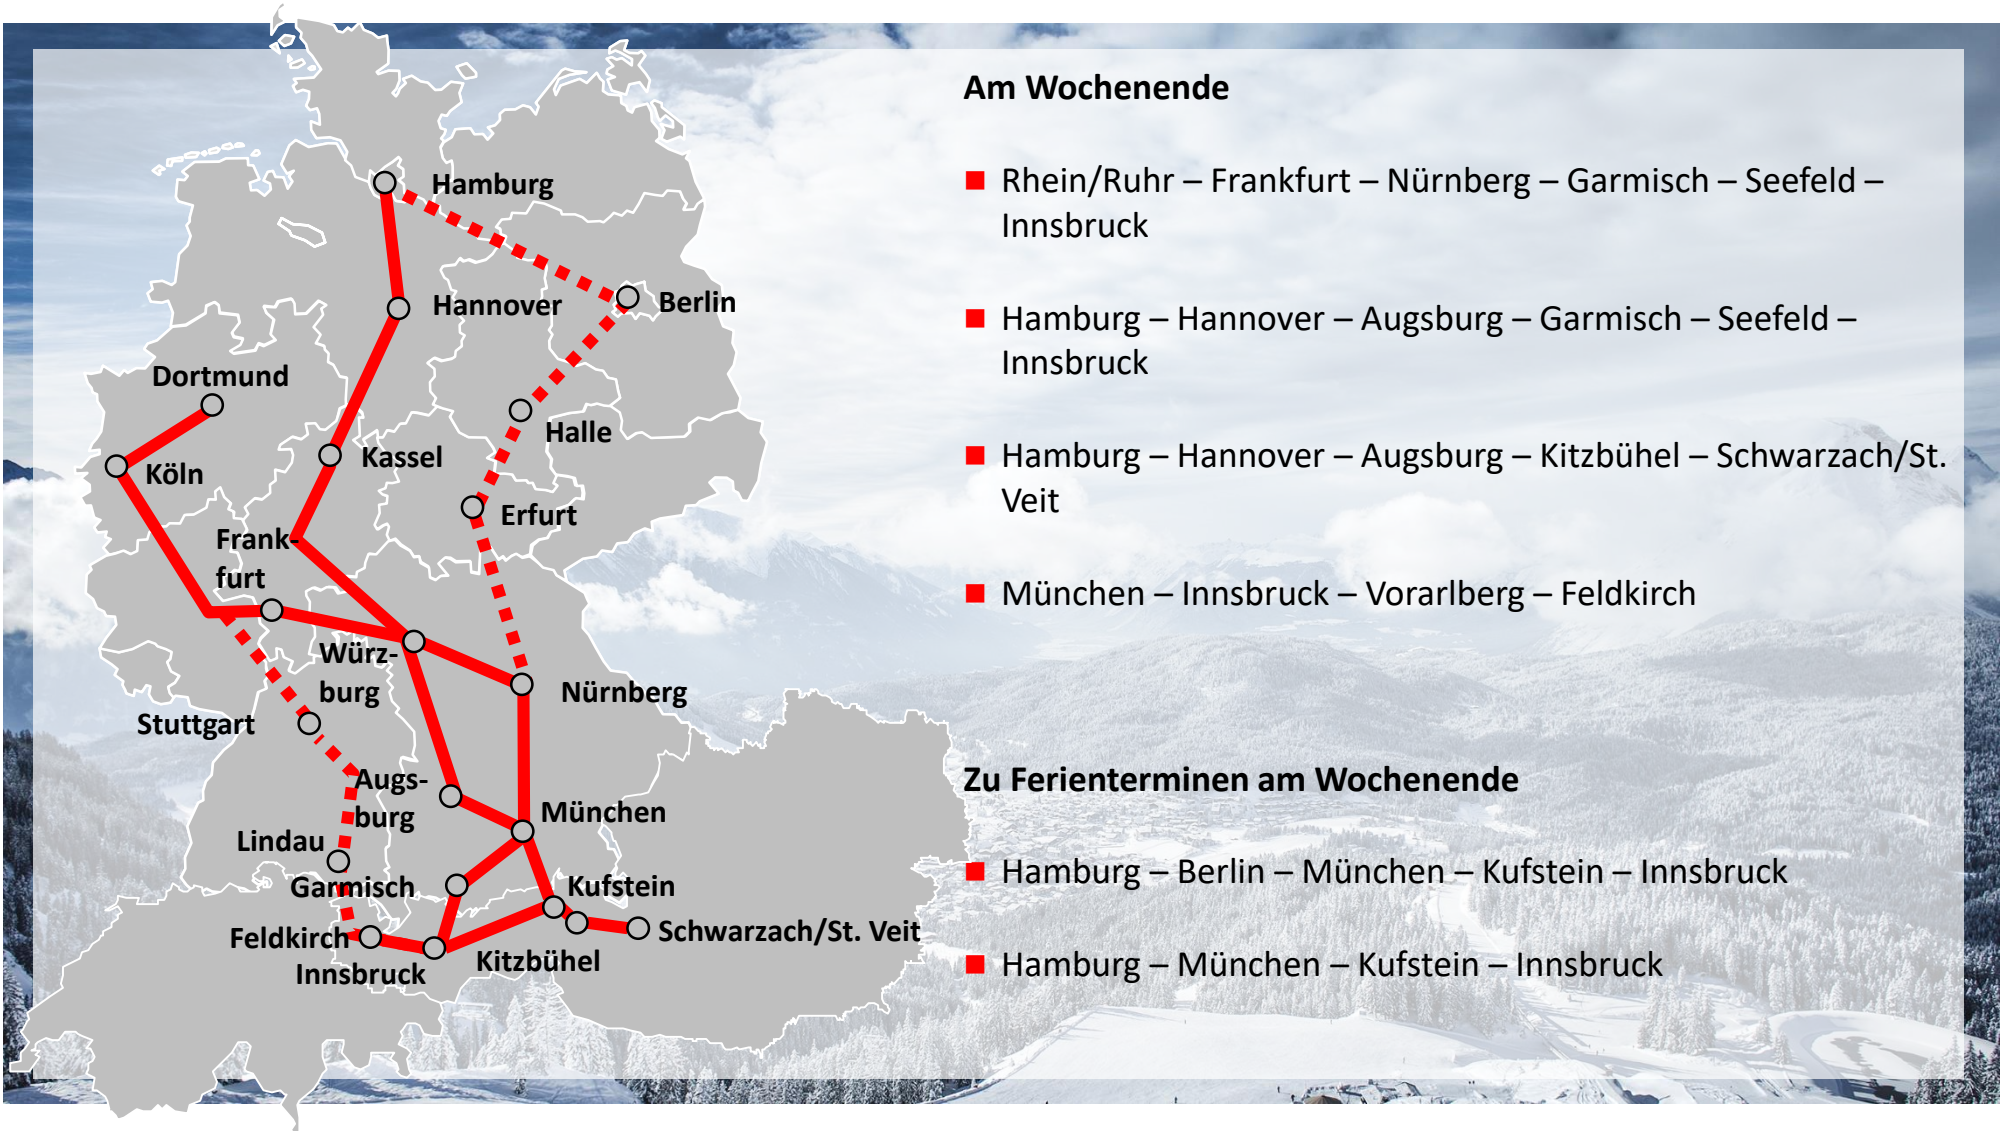 Hamburg
Hannover
Berlin
Dortmund
Halle
Kassel
Köln
Erfurt
Frank-
furt
Würz-
burg
Nürnberg
Stuttgart
Augs-
burg
München
Lindau
Garmisch
Kufstein
Feldkirch
Schwarzach/St. Veit
Innsbruck
Kitzbühel
Am Wochenende
Rhein/Ruhr – Frankfurt – Nürnberg – Garmisch – Seefeld –
Innsbruck
Hamburg – Hannover – Augsburg – Garmisch – Seefeld –
Innsbruck
Hamburg – Hannover – Augsburg – Kitzbühel – Schwarzach/St.
Veit
München – Innsbruck – Vorarlberg – Feldkirch
Zu Ferienterminen am Wochenende
Hamburg – Berlin – München – Kufstein – Innsbruck
Hamburg – München – Kufstein – Innsbruck